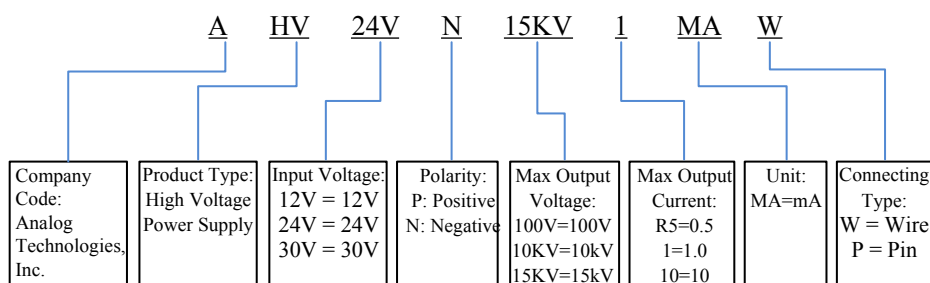 A HV 24V N 15KV 1 MA W
Company
Code:
Analog
Technologies,
Inc.
Product Type:
High Voltage
Power Supply
Input Voltage:
12V = 12V
24V = 24V
30V = 30V
Polarity:
P: Positive
N: Negative
Max Output
Voltage:
100V=100V
10KV=10kV
15KV=15kV
Max Output
Current:
R5=0.5
1=1.0
10=10
Unit:
MA=mA
Connecting
Type:
W = Wire
P = Pin